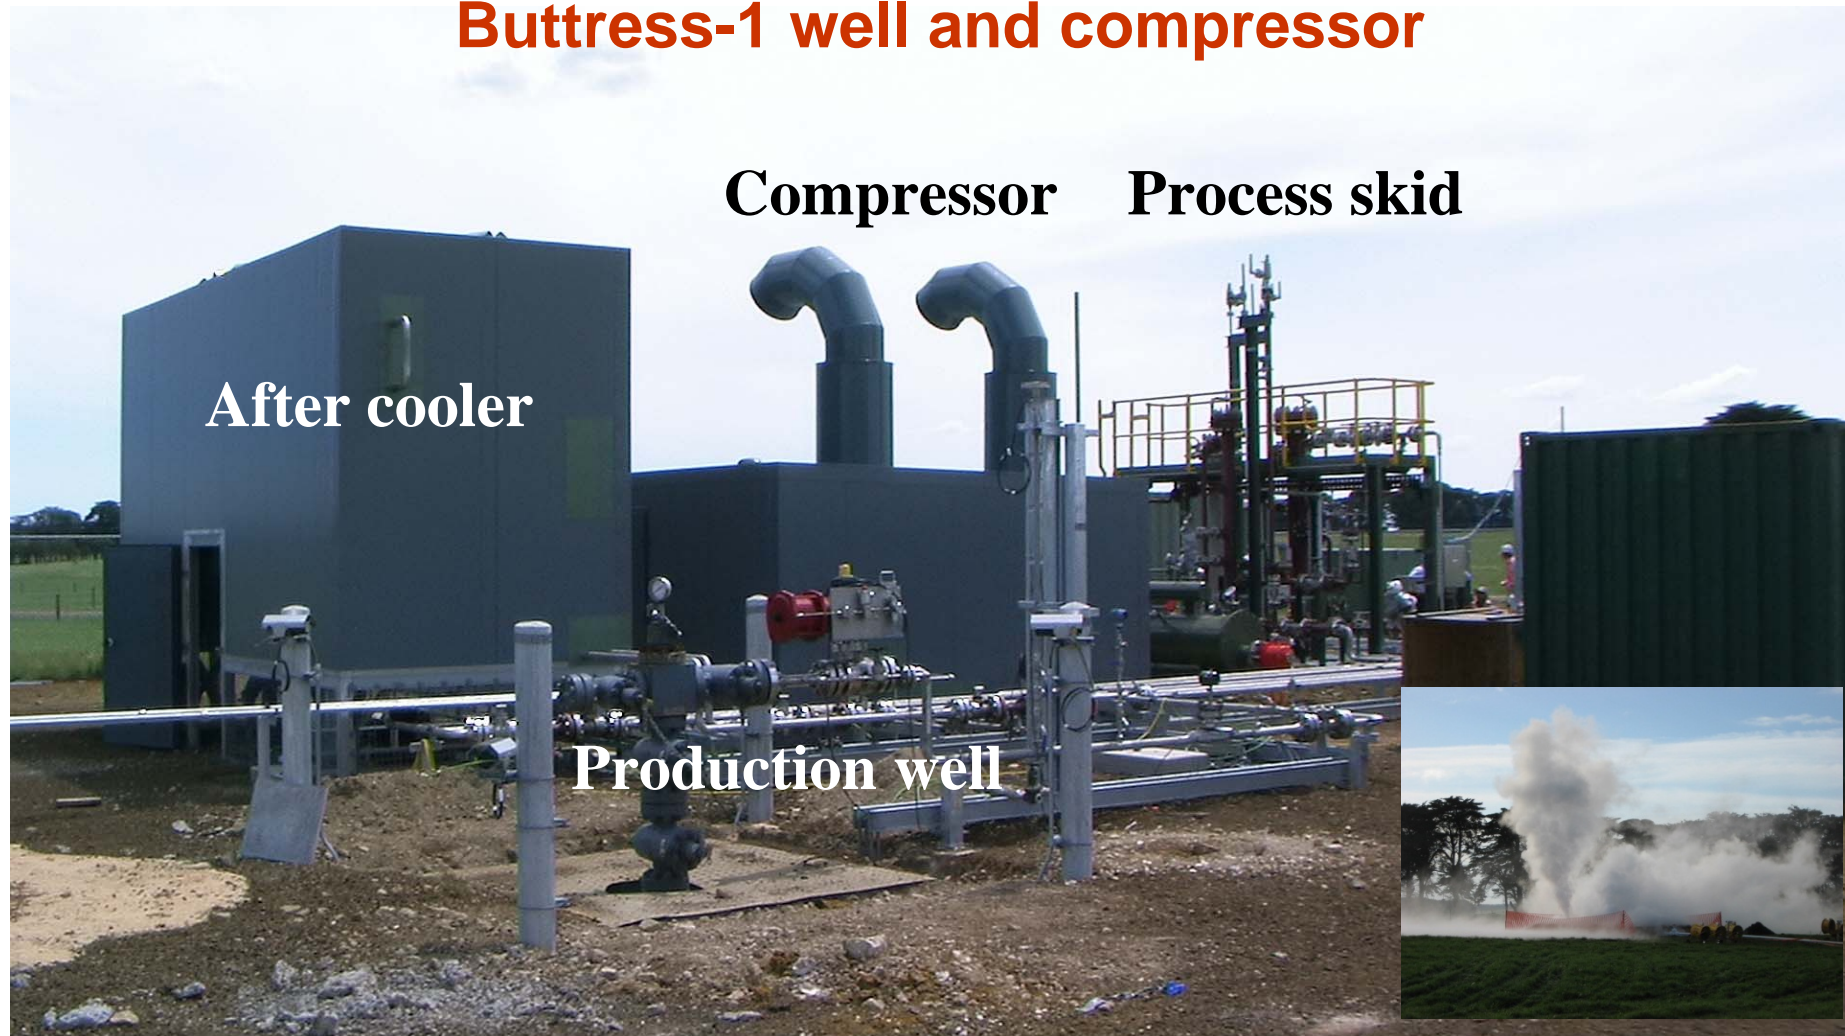 Buttress-1 well and compressor
Compressor
Process skid
After cooler
Production well